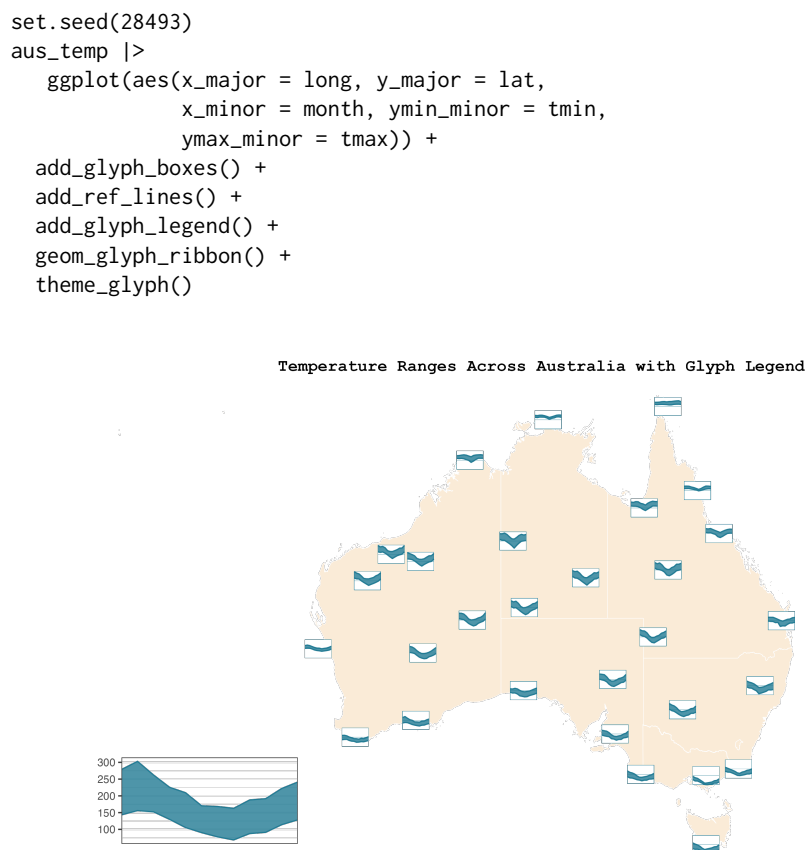 set.seed(28493)
aus_temp |>
   ggplot(aes(x_major = long, y_major = lat,
              x_minor = month, ymin_minor = tmin,
              ymax_minor = tmax)) +
  add_glyph_boxes() +
  add_ref_lines() +
  add_glyph_legend() +
  geom_glyph_ribbon() +
  theme_glyph()
Temperature Ranges Across Australia with Glyph Legend
300
250
200
150
100